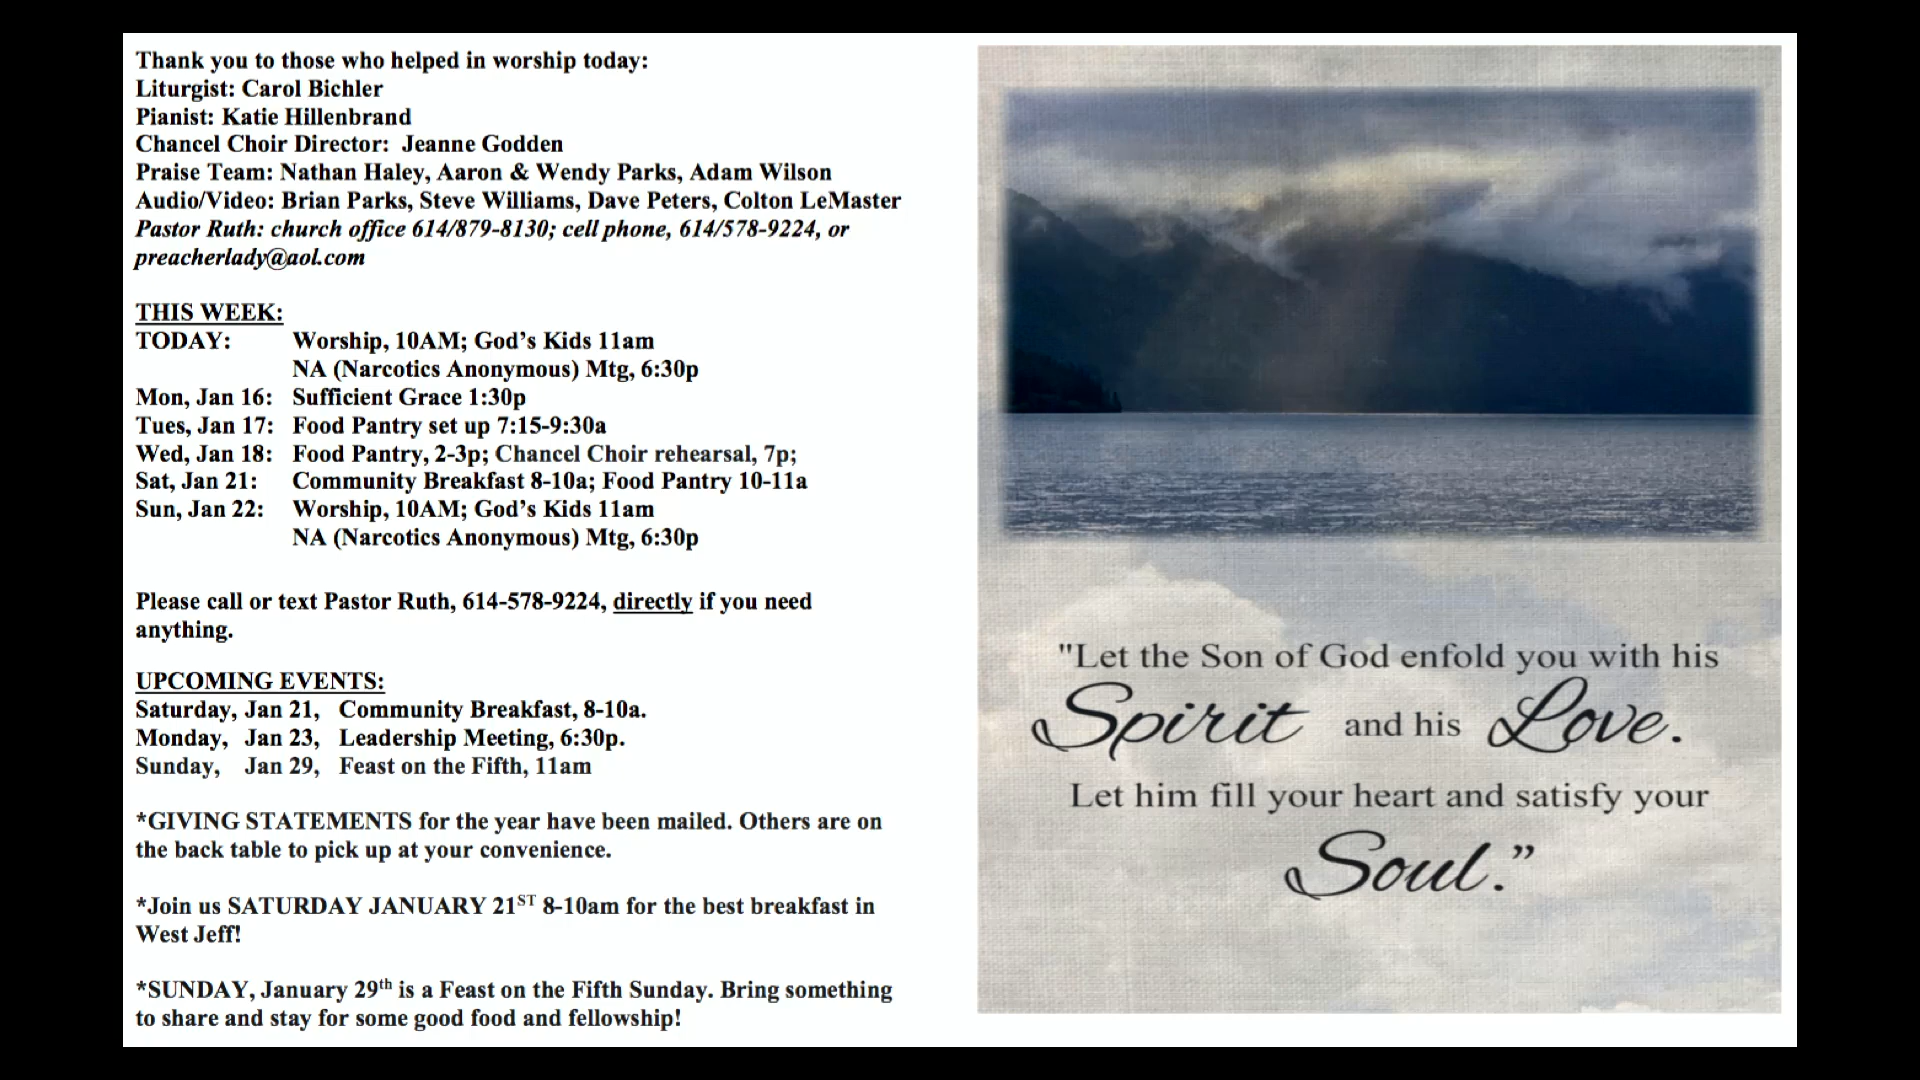 Thank you to those who helped in worship today:
Liturgist: Carol Bichler
Pianist: Katie Hillenbrand
Chancel Choir Director:  Jeanne Godden
Praise Team: Nathan Haley, Aaron & Wendy Parks, Adam Wilson
Audio/Video: Brian Parks, Steve Williams, Dave Peters, Colton LeMaster
Pastor Ruth: church office 614/879-8130; cell phone, 614/578-9224, or
preacherlady@aol.com
THIS WEEK:
TODAY: Worship, 10AM; God’s Kids 11am
NA (Narcotics Anonymous) Mtg, 6:30p
Mon, Jan 16: Sufficient Grace 1:30p
Tues, Jan 17: Food Pantry set up 7:15-9:30a
Wed, Jan 18: Food Pantry, 2-3p; Chancel Choir rehearsal, 7p;
Sat, Jan 21: Community Breakfast 8-10a; Food Pantry 10-11a
Sun, Jan 22: Worship, 10AM; God’s Kids 11am
NA (Narcotics Anonymous) Mtg, 6:30p
Please call or text Pastor Ruth, 614-578-9224, directly if you need
anything.
UPCOMING EVENTS:
Saturday, Jan 21, Community Breakfast, 8-10a.
Monday, Jan 23, Leadership Meeting, 6:30p.
Sunday, Jan 29, Feast on the Fifth, 11am
*GIVING STATEMENTS for the year have been mailed. Others are on
the back table to pick up at your convenience.
*Join us SATURDAY JANUARY 21ST 8-10am for the best breakfast in
West Jeff!
*SUNDAY, January 29th is a Feast on the Fifth Sunday. Bring something
to share and stay for some good food and fellowship!
"Let the Son of God enfold you with his
Spirit and his Love.
Let him fill your heart and satisfy your
Soul.”